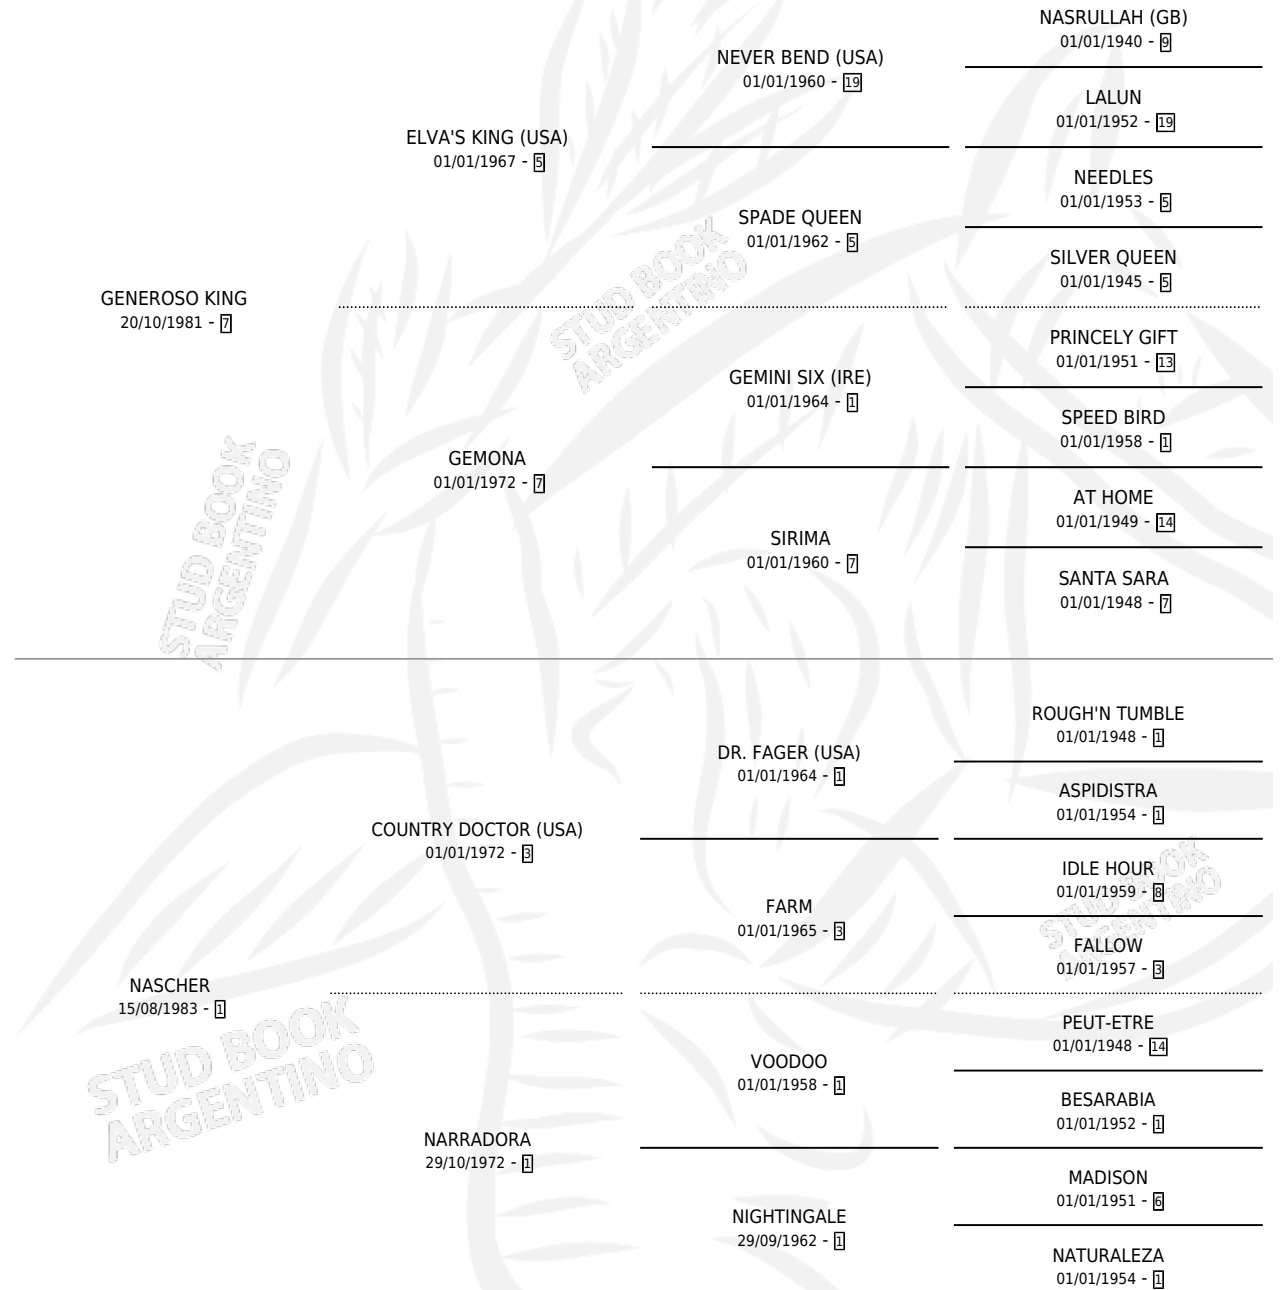 NASRULLAH (GB)
01/01/1940 - 9
NEVER BEND (USA)
01/01/1960 - 19
LALUN
01/01/1952 - 19
ELVA'S KING (USA)
01/01/1967 - 5
NEEDLES
01/01/1953 - 5
SPADE QUEEN
01/01/1962 - 5
SILVER QUEEN
01/01/1945 - 5
GENEROSO KING
20/10/1981 - 7
PRINCELY GIFT
01/01/1951 - 13
GEMINI SIX (IRE)
01/01/1964 - 1
SPEED BIRD
01/01/1958 - 1
GEMONA
01/01/1972 - 7
AT HOME
01/01/1949 - 14
SIRIMA
01/01/1960 - 7
SANTA SARA
01/01/1948 - 7
ROUGH'N TUMBLE
01/01/1948 - 1
DR. FAGER (USA)
01/01/1964 - 1
ASPIDISTRA
01/01/1954 - 1
COUNTRY DOCTOR (USA)
01/01/1972 - 3
IDLE HOUR
01/01/1959 - 8
FARM
01/01/1965 - 3
FALLOW
01/01/1957 - 3
NASCHER
15/08/1983 - 1
PEUT-ETRE
01/01/1948 - 14
VOODOO
01/01/1958 - 1
BESARABIA
01/01/1952 - 1
NARRADORA
29/10/1972 - 1
MADISON
01/01/1951 - 6
NIGHTINGALE
29/09/1962 - 1
NATURALEZA
01/01/1954 - 1
STUD BOOK
ARGENTINO
STUD BOOK
ARGENTINO
STUD BOOK
ARGENTINO
STUD BOOK
ARGENTINO